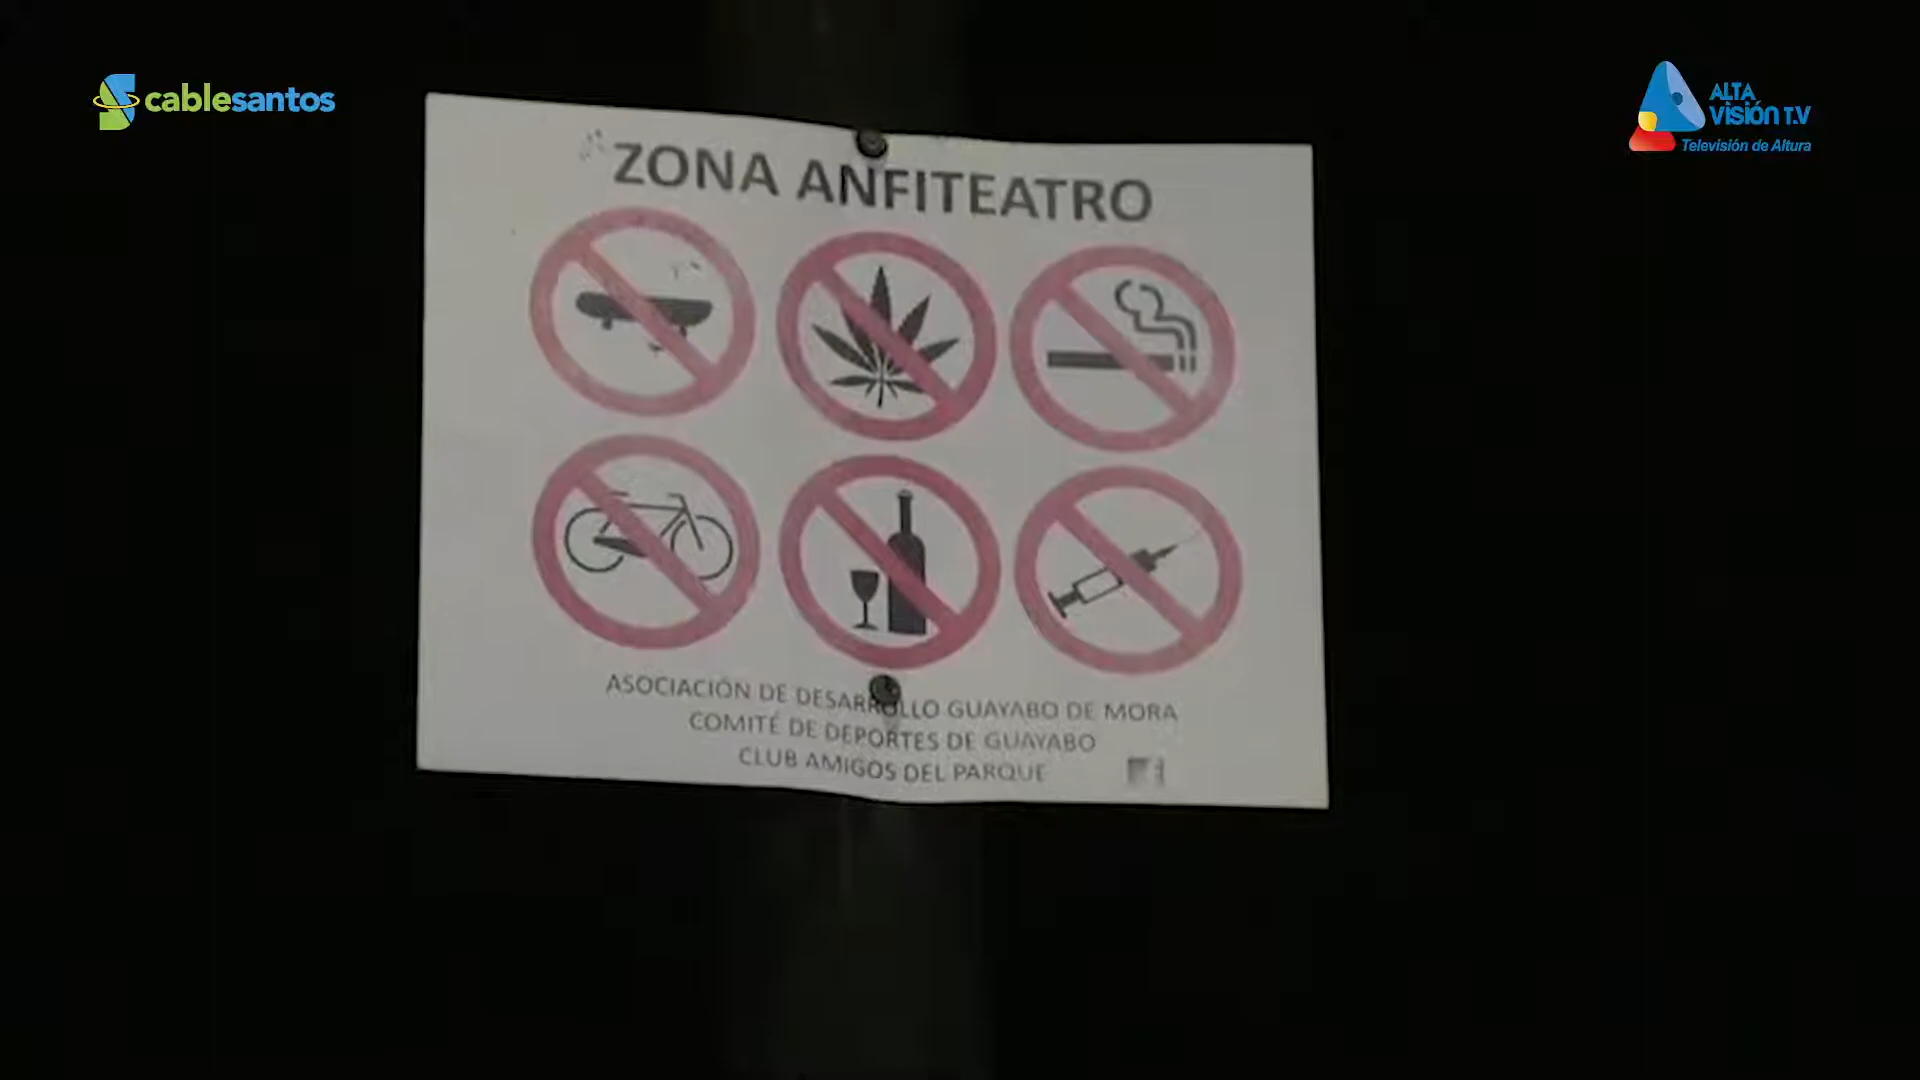 cablesantos
ALTA
VISIÓN T.V
Televisión de Altura
ZONA ANFITEATRO
ASOCIACIÓN DE DESARROLLO GUAYABO DE MORA
COMITÉ DE DEPORTES DE GUAYABO
CLUB AMIGOS DEL PARQUE